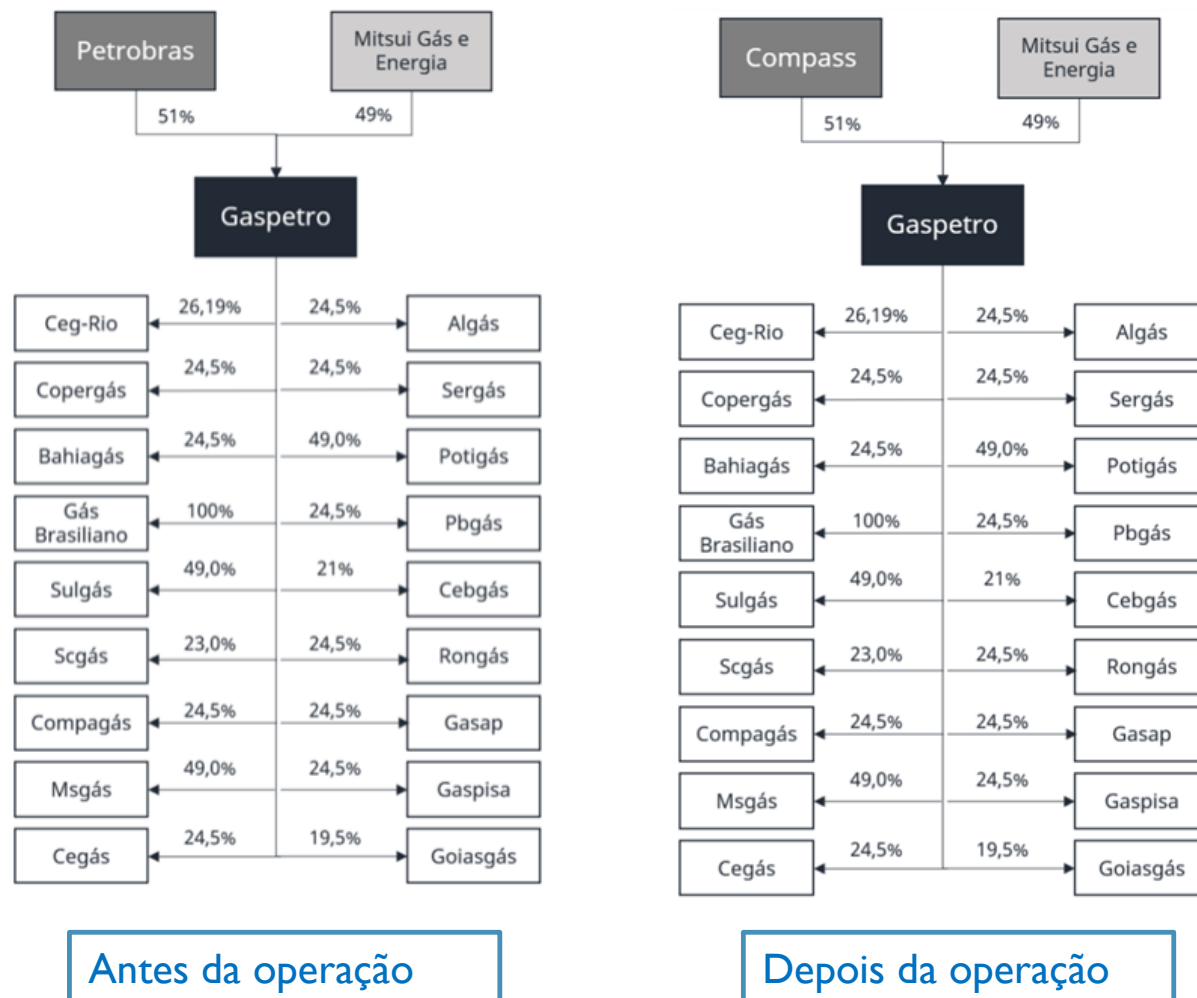 Petrobras
Mitsui Gás e
Energia
51%
49%
Gaspetro
Ceg-Rio
26,19%
24,5%
Algás
Copergás
24,5%
24,5%
Sergás
Bahiagás
24,5%
49,0%
Potigás
Gás
Brasiliano
100%
24,5%
Pbgás
Sulgás
49,0%
21%
Cebgás
Scgás
23,0%
24,5%
Rongás
Compagás
24,5%
24,5%
Gasap
Msgás
49,0%
24,5%
Gaspisa
Cegás
24,5%
19,5%
Goiasgás
Antes da operação
Compass
Mitsui Gás e
Energia
51%
49%
Gaspetro
Ceg-Rio
26,19%
24,5%
Algás
Copergás
24,5%
24,5%
Sergás
Bahiagás
24,5%
49,0%
Potigás
Gás
Brasiliano
100%
24,5%
Pbgás
Sulgás
49,0%
21%
Cebgás
Scgás
23,0%
24,5%
Rongás
Compagás
24,5%
24,5%
Gasap
Msgás
49,0%
24,5%
Gaspisa
Cegás
24,5%
19,5%
Goiasgás
Depois da operação